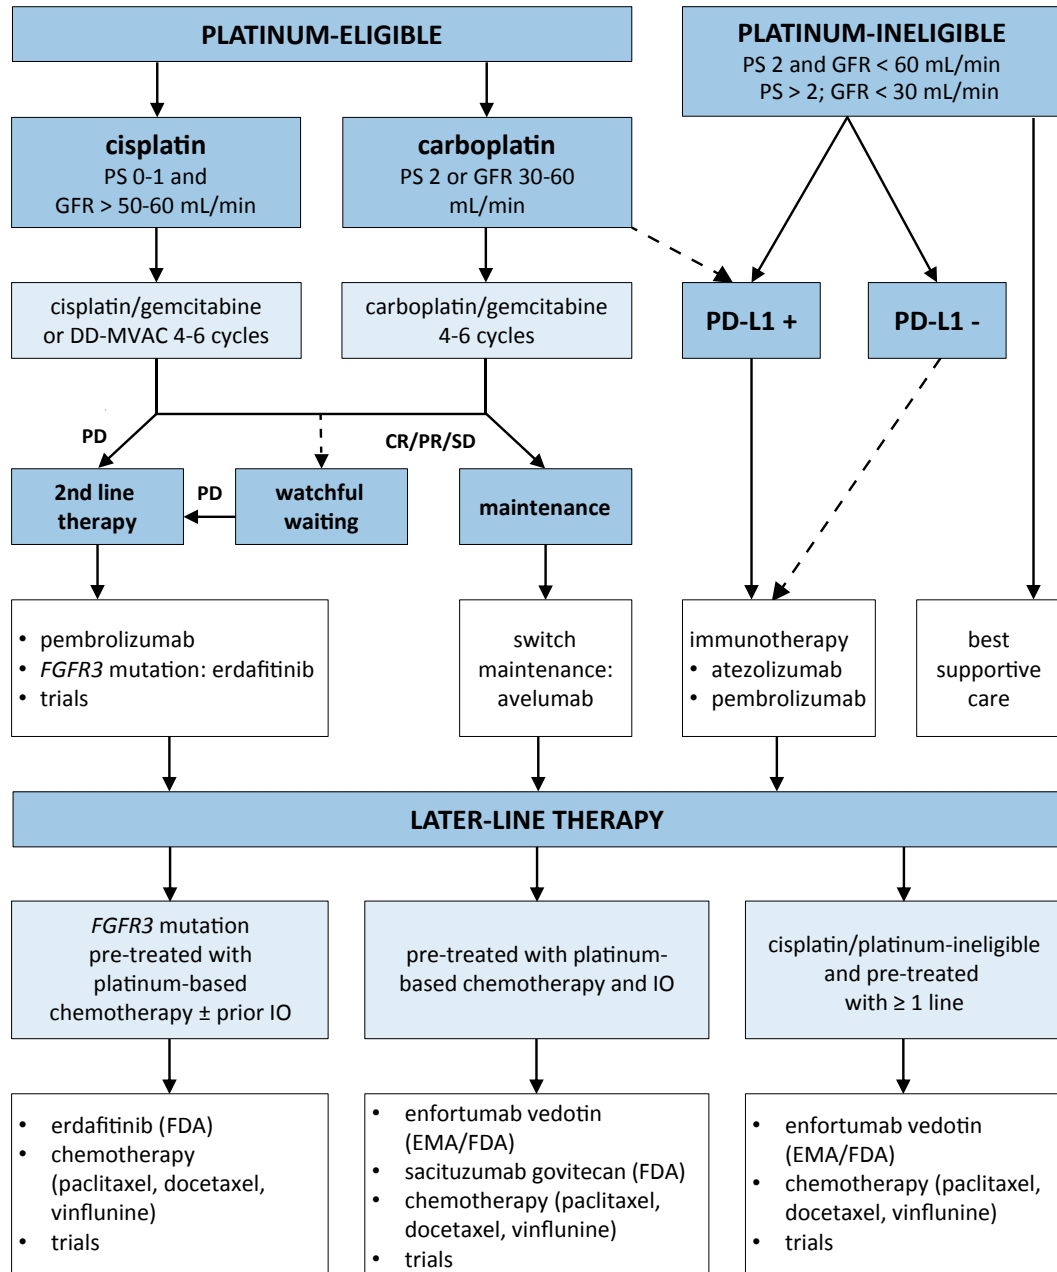 PLATINUM-ELIGIBLE
PLATINUM-INELIGIBLE
PS 2 and GFR < 60 mL/min
PS > 2; GFR < 30 mL/min
cisplatin
PS 0-1 and
GFR > 50-60 mL/min
carboplatin
PS 2 or GFR 30-60
mL/min
cisplatin/gemcitabine
or DD-MVAC 4-6 cycles
carboplatin/gemcitabine
4-6 cycles
PD-L1 +
PD-L1 -
PD
CR/PR/SD
2nd line
therapy
PD
watchful
waiting
maintenance
• pembrolizumab
• FGFR3 mutation: erdafitinib
• trials
switch
maintenance:
avelumab
immunotherapy
• atezolizumab
• pembrolizumab
best
supportive
care
LATER-LINE THERAPY
FGFR3 mutation
pre-treated with
platinum-based
chemotherapy ± prior IO
pre-treated with platinum-
based chemotherapy and IO
cisplatin/platinum-ineligible
and pre-treated
with ≥ 1 line
• erdafitinib (FDA)
• chemotherapy
(paclitaxel, docetaxel,
vinflunine)
• trials
• enfortumab vedotin
(EMA/FDA)
• sacituzumab govitecan (FDA)
• chemotherapy (paclitaxel,
docetaxel, vinflunine)
• trials
• enfortumab vedotin
(EMA/FDA)
• chemotherapy (paclitaxel,
docetaxel, vinflunine)
• trials